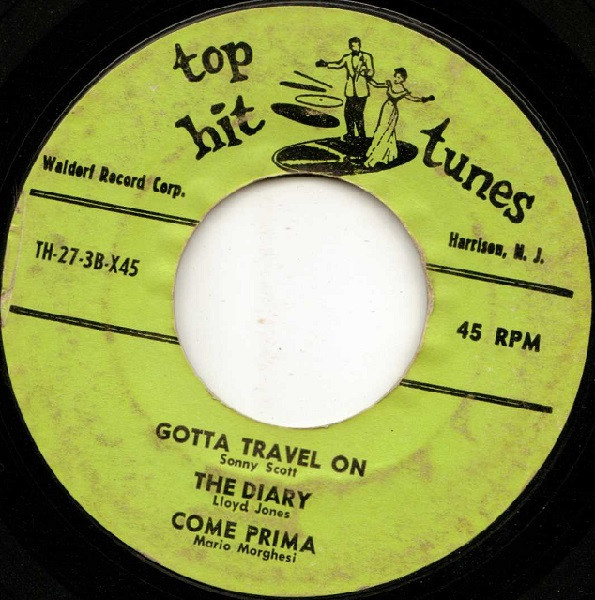 top
hit
tunes
Waldorf Record Corp.
Harrison, N. J.
TH-27-3B-X45
45 RPM
GOTTA TRAVEL ON
Sonny Scott
THE DIARY
Lloyd Jones
COME PRIMA
Mario Morghesi